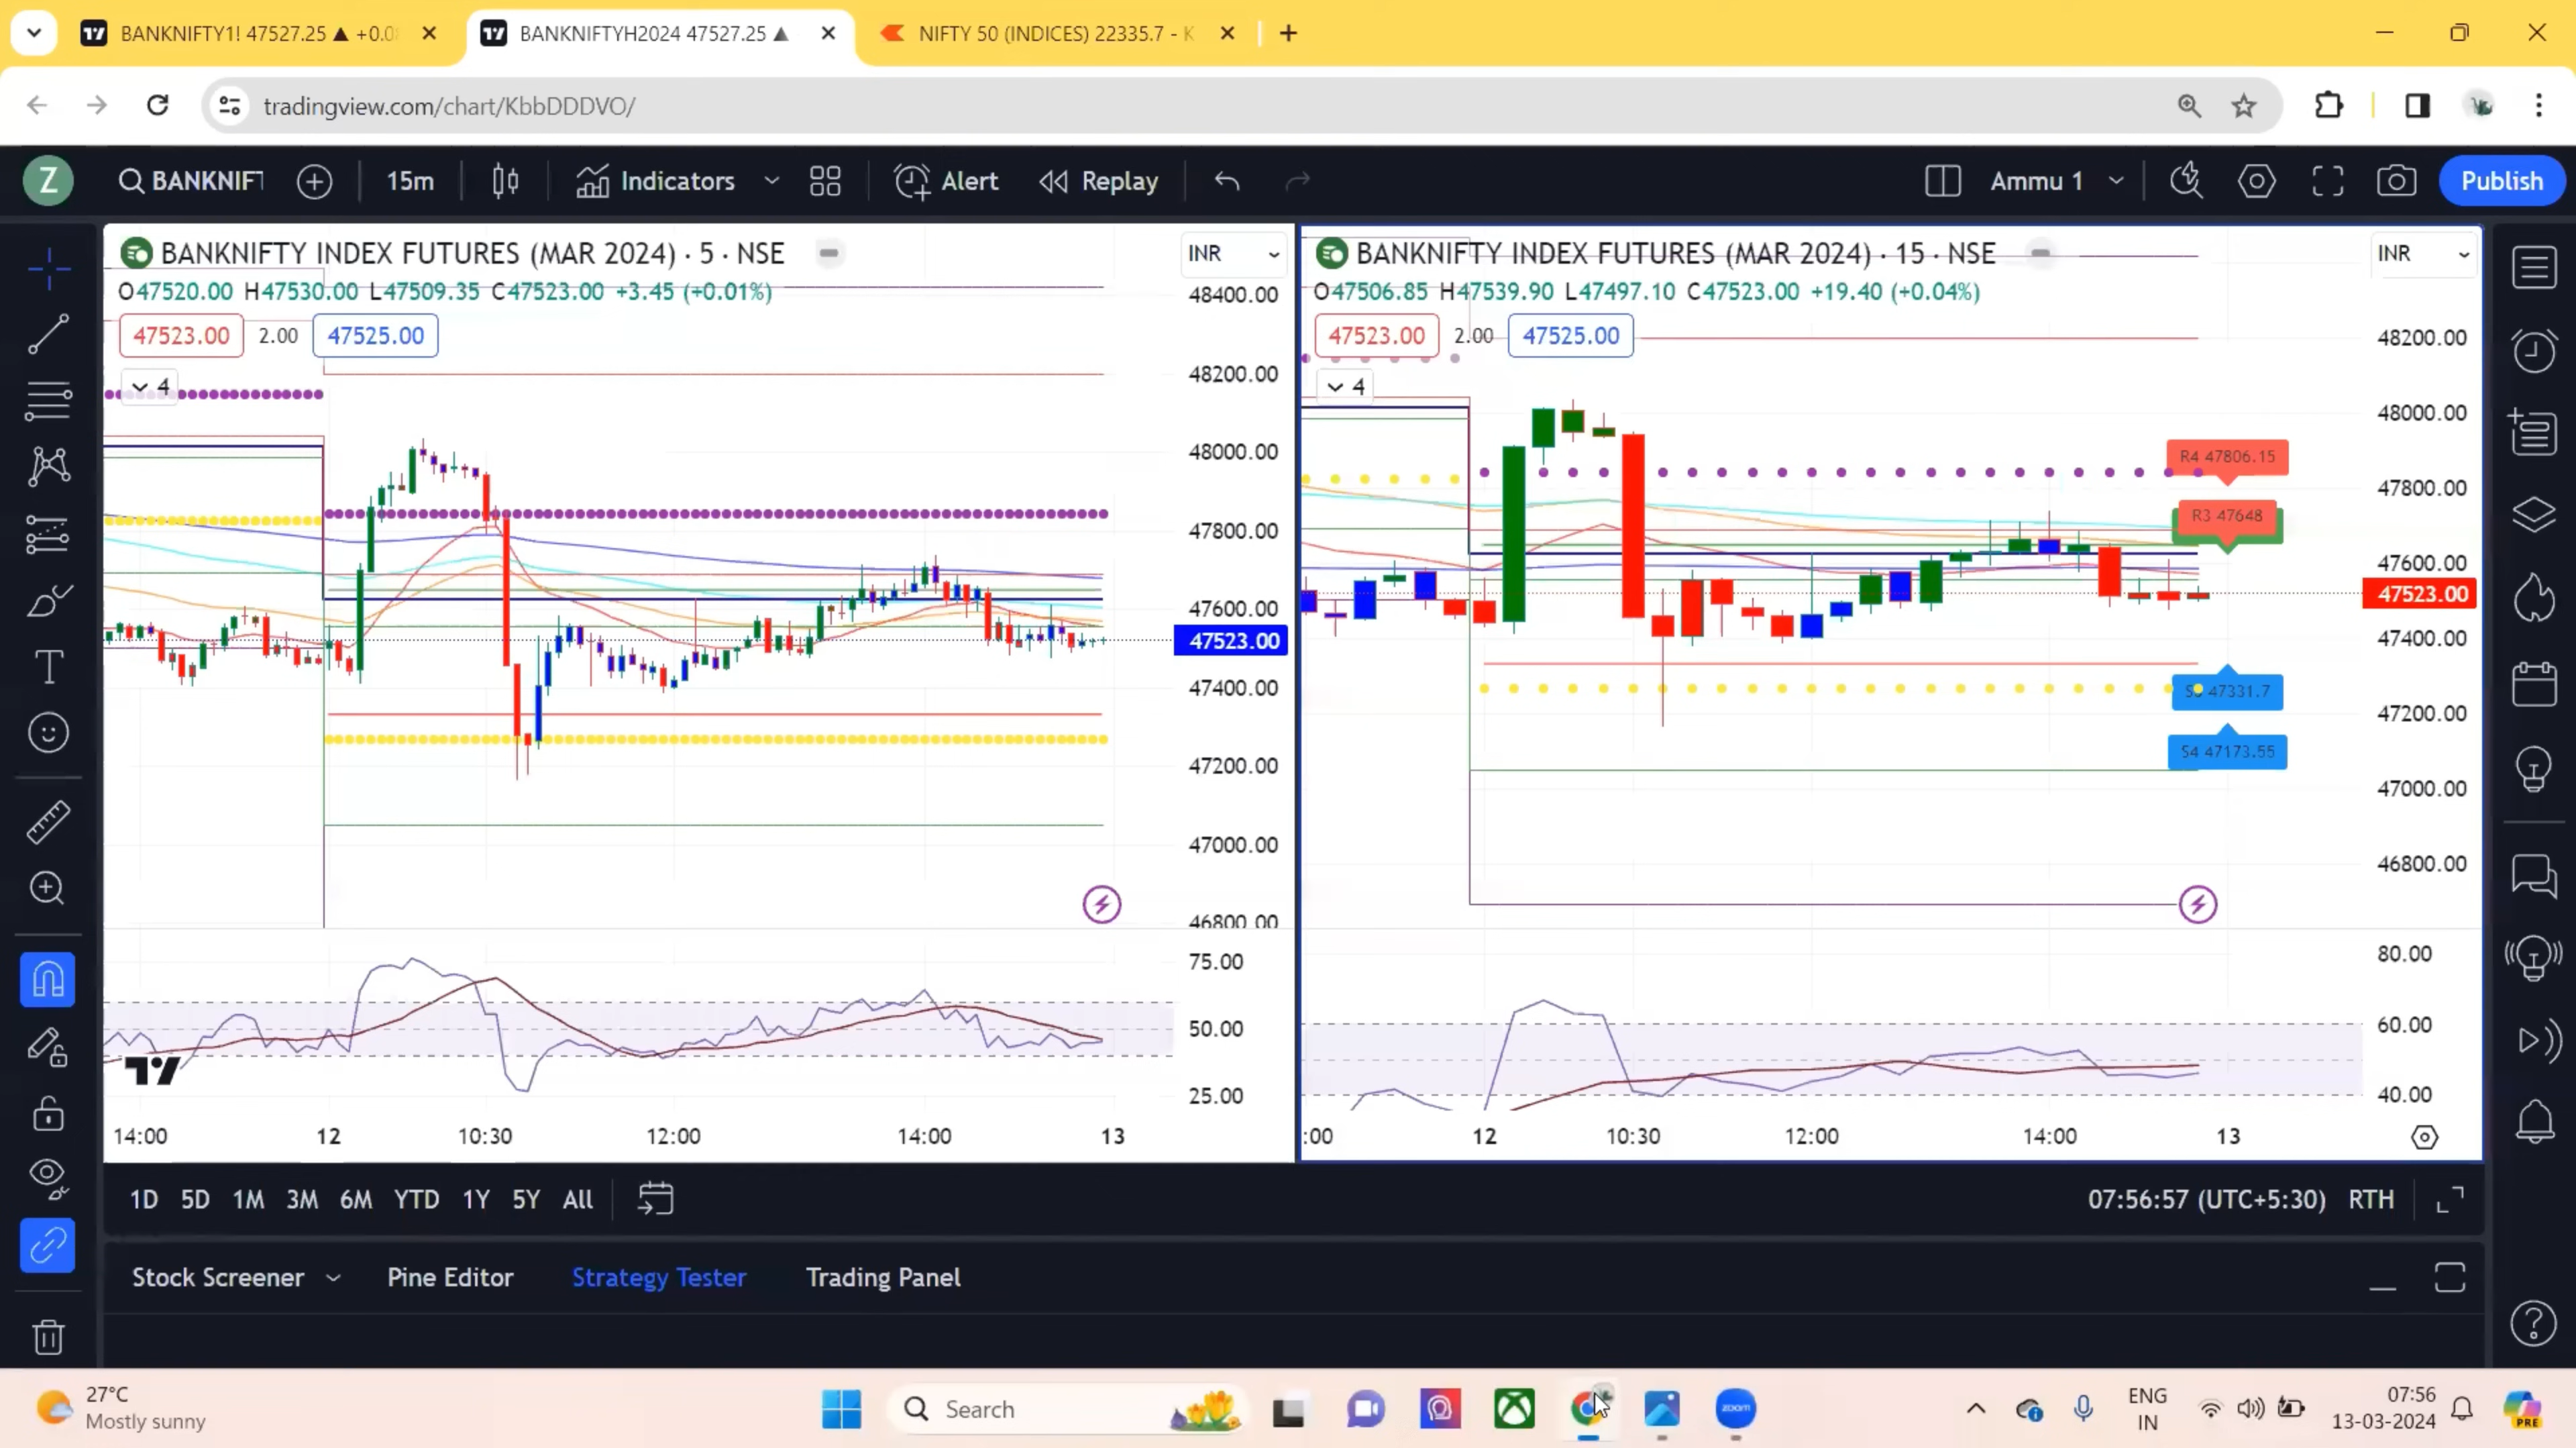 BANKNIFTY1! 47527.25 ▲ +0.0
BANKNIFTYH2024 47527.25 ▲
NIFTY 50 (INDICES) 22335.7 - K
tradingview.com/chart/KbbDDDVO/
Z
BANKNIFT
15m
Indicators
Alert
Replay
Ammu 1
Publish
BANKNIFTY INDEX FUTURES (MAR 2024) · 5 · NSE
INR
O47520.00 H47530.00 L47509.35 C47523.00 +3.45 (+0.01%)
47523.00 2.00 47525.00
4
48400.00
48200.00
48000.00
47800.00
47600.00
47523.00
47400.00
47200.00
47000.00
46800.00
75.00
50.00
25.00
14:00 12 10:30 12:00 14:00 13
BANKNIFTY INDEX FUTURES (MAR 2024) · 15 · NSE
INR
O47506.85 H47539.90 L47497.10 C47523.00 +19.40 (+0.04%)
47523.00 2.00 47525.00
4
48200.00
48000.00
R4 47806.15
47800.00
R3 47648
47600.00
47523.00
47400.00
47331.7
47200.00
S4 47173.55
47000.00
46800.00
80.00
60.00
40.00
:00 12 10:30 12:00 14:00 13
1D 5D 1M 3M 6M YTD 1Y 5Y All
07:56:57 (UTC+5:30) RTH
Stock Screener Pine Editor Strategy Tester Trading Panel
27°C
Mostly sunny
Search
zoom
ENG
IN
07:56
13-03-2024
PRE